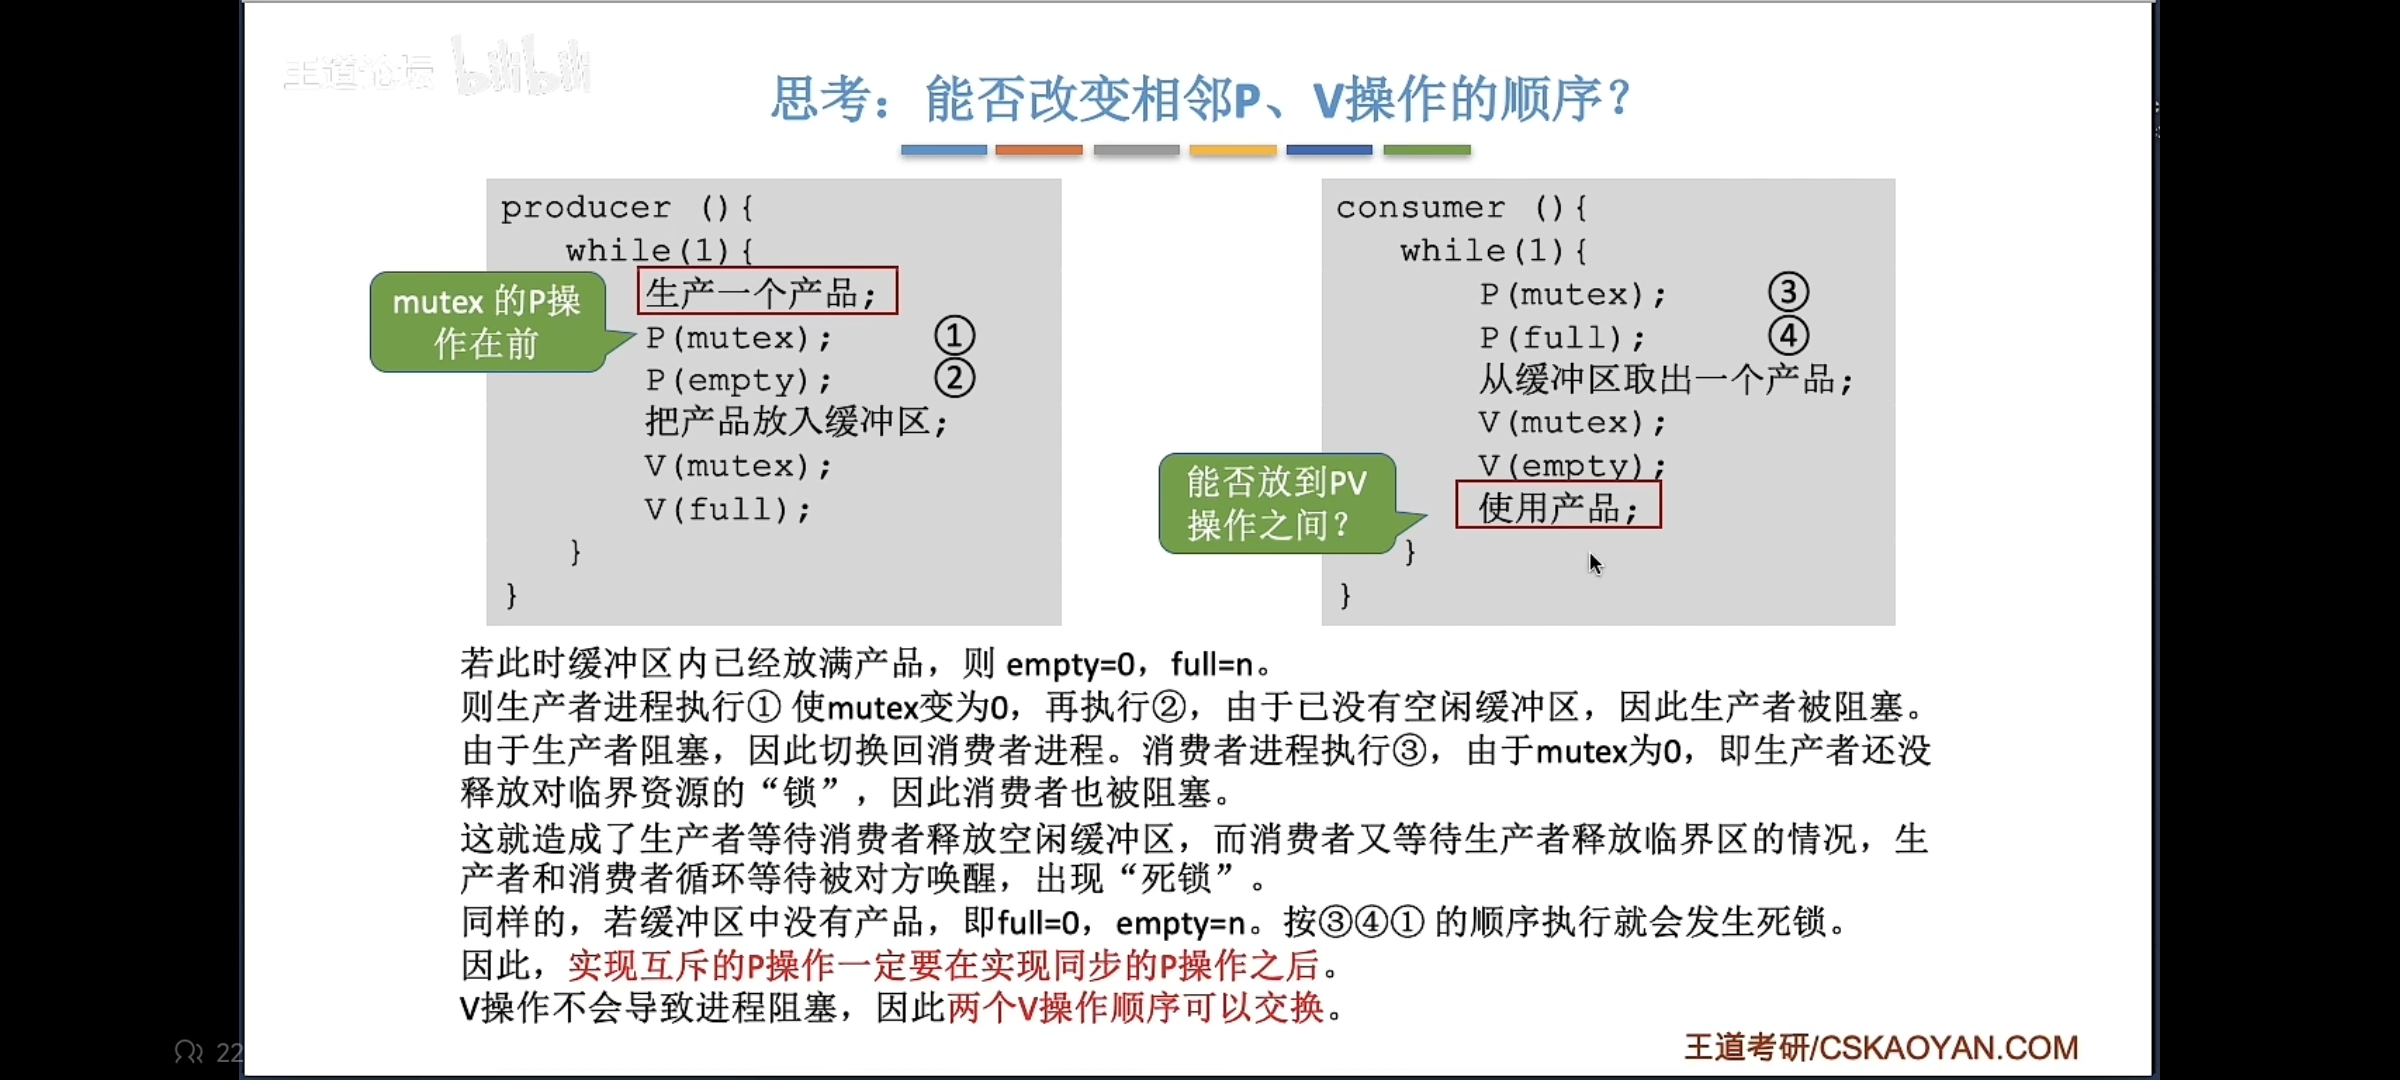 王道论坛 bilibili
思考：能否改变相邻P、V操作的顺序？
producer (){
while(1){
生产一个产品;
mutex 的P操
作在前
P(mutex); ①
P(empty); ②
把产品放入缓冲区;
V(mutex);
V(full);
}
}
consumer (){
while(1){
P(mutex); ③
P(full); ④
从缓冲区取出一个产品;
V(mutex);
V(empty);
能否放到PV
操作之间？
使用产品;
}
}
若此时缓冲区内已经放满产品，则 empty=0，full=n。
则生产者进程执行① 使mutex变为0，再执行②，由于已没有空闲缓冲区，因此生产者被阻塞。
由于生产者阻塞，因此切换回消费者进程。消费者进程执行③，由于mutex为0，即生产者还没
释放对临界资源的“锁”，因此消费者也被阻塞。
这就造成了生产者等待消费者释放空闲缓冲区，而消费者又等待生产者释放临界区的情况，生
产者和消费者循环等待被对方唤醒，出现“死锁”。
同样的，若缓冲区中没有产品，即full=0，empty=n。按③④① 的顺序执行就会发生死锁。
因此，实现互斥的P操作一定要在实现同步的P操作之后。
V操作不会导致进程阻塞，因此两个V操作顺序可以交换。
王道考研/CSKAOYAN.COM
22